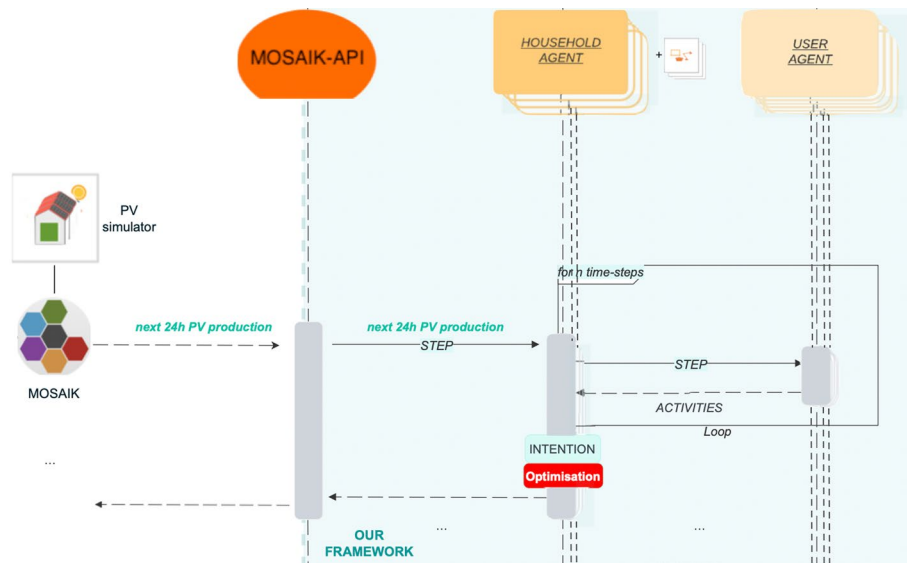 MOSAIK-API
HOUSEHOLD
AGENT
+
USER
AGENT
PV
simulator
for n time-steps
next 24h PV production
next 24h PV production
STEP
STEP
MOSAIK
ACTIVITIES
Loop
INTENTION
...
Optimisation
...
...
OUR
FRAMEWORK